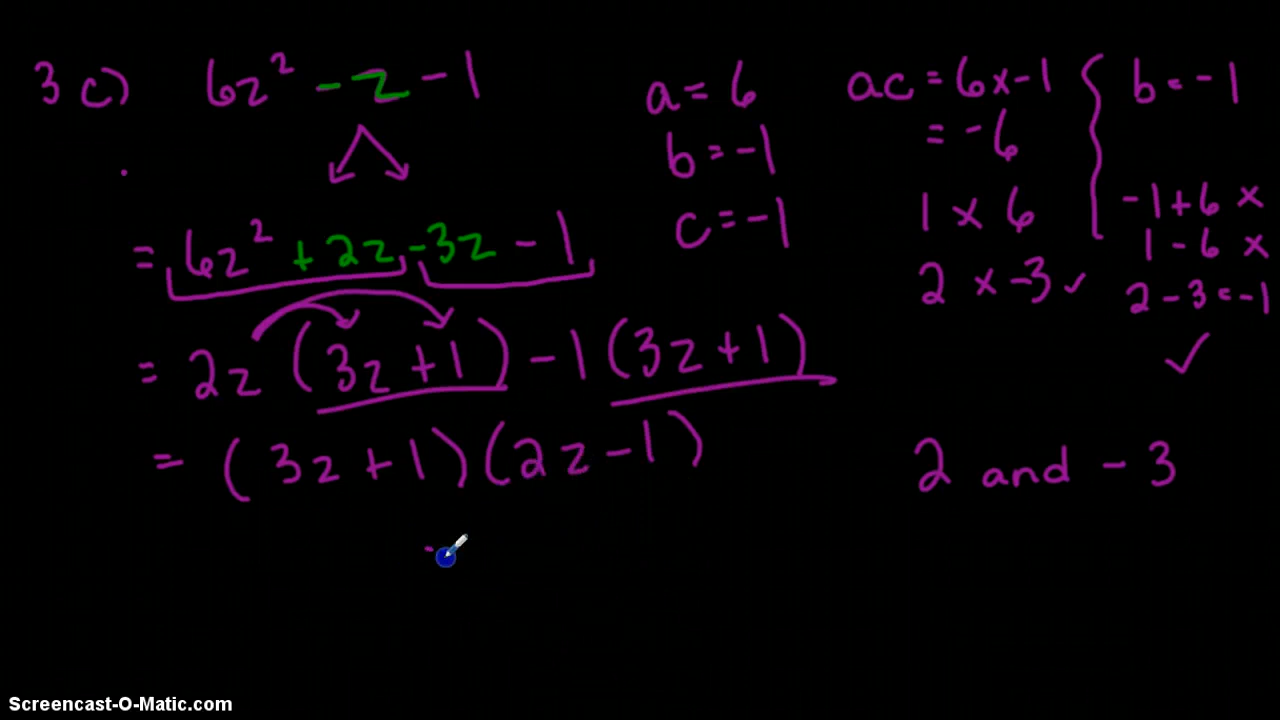 3 c) 6z² - z - 1
= 6z² + 2z - 3z - 1
= 2z (3z + 1) - 1 (3z + 1)
= (3z + 1)(2z - 1)
a = 6
b = -1
c = -1
ac = 6x-1
= -6
1 x 6
2 x -3 ✓
b = -1
-1+6 x
1 - 6 x
2 - 3 = -1
✓
2 and - 3
Screencast-O-Matic.com